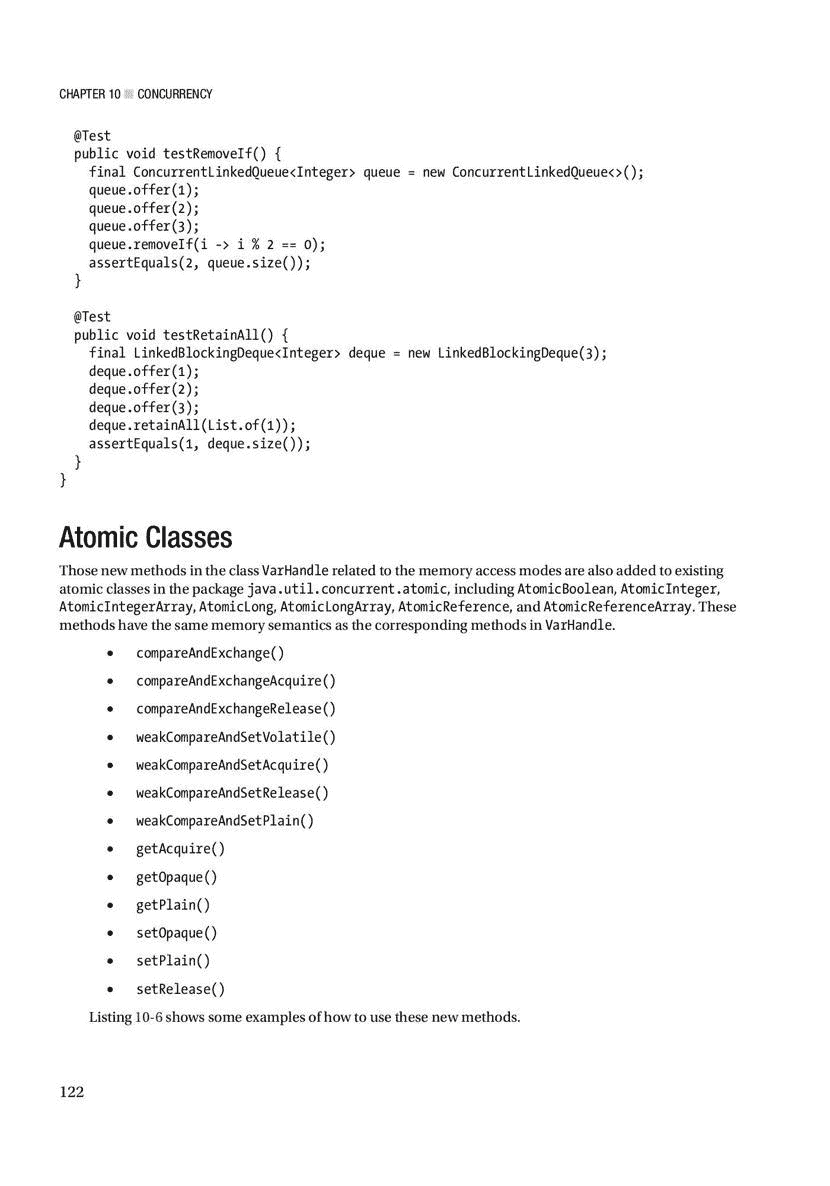 CHAPTER 10 ■ CONCURRENCY
@Test
public void testRemoveIf() {
final ConcurrentLinkedQueue<Integer> queue = new ConcurrentLinkedQueue<>();
queue.offer(1);
queue.offer(2);
queue.offer(3);
queue.removeIf(i -> i % 2 == 0);
assertEquals(2, queue.size());
}
@Test
public void testRetainAll() {
final LinkedBlockingDeque<Integer> deque = new LinkedBlockingDeque(3);
deque.offer(1);
deque.offer(2);
deque.offer(3);
deque.retainAll(List.of(1));
assertEquals(1, deque.size());
}
}
Atomic Classes
Those new methods in the class VarHandle related to the memory access modes are also added to existing
atomic classes in the package java.util.concurrent.atomic, including AtomicBoolean, AtomicInteger,
AtomicIntegerArray, AtomicLong, AtomicLongArray, AtomicReference, and AtomicReferenceArray. These
methods have the same memory semantics as the corresponding methods in VarHandle.
• compareAndExchange()
• compareAndExchangeAcquire()
• compareAndExchangeRelease()
• weakCompareAndSetVolatile()
• weakCompareAndSetAcquire()
• weakCompareAndSetRelease()
• weakCompareAndSetPlain()
• getAcquire()
• getOpaque()
• getPlain()
• setOpaque()
• setPlain()
• setRelease()
Listing 10-6 shows some examples of how to use these new methods.
122